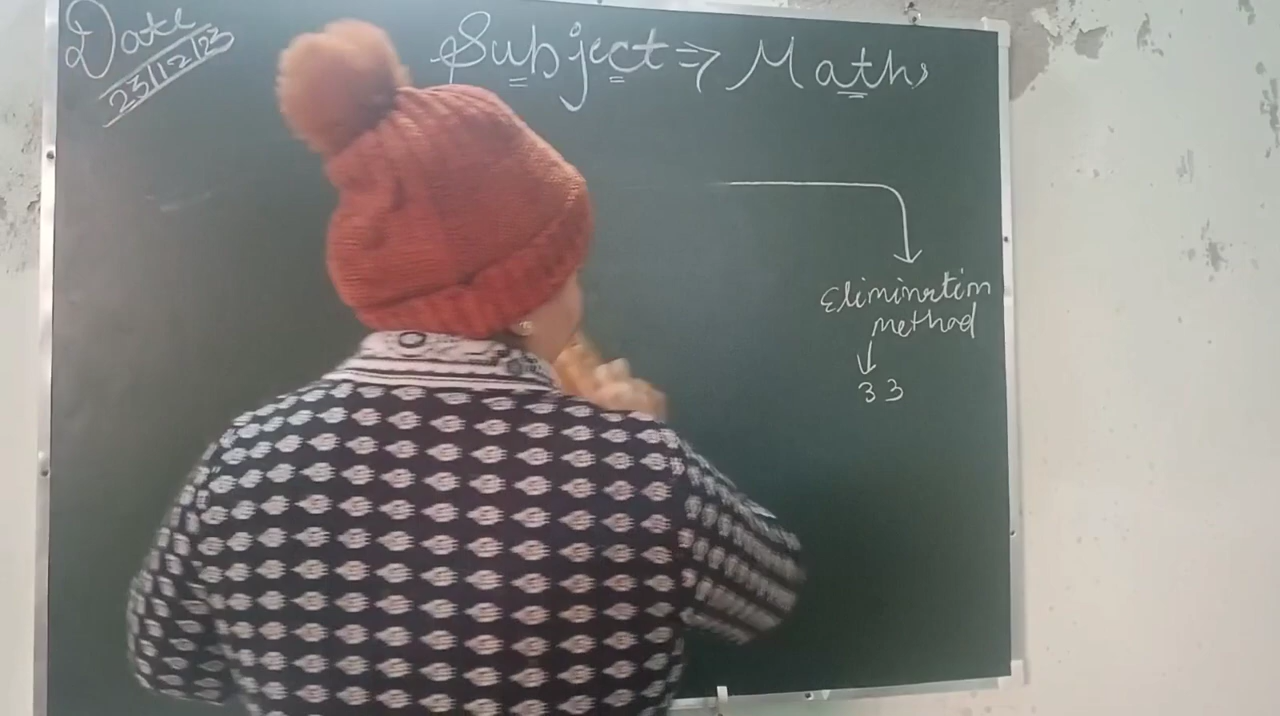 Date
23/12/23
Subject ⇒ Maths
Elimination
method
33